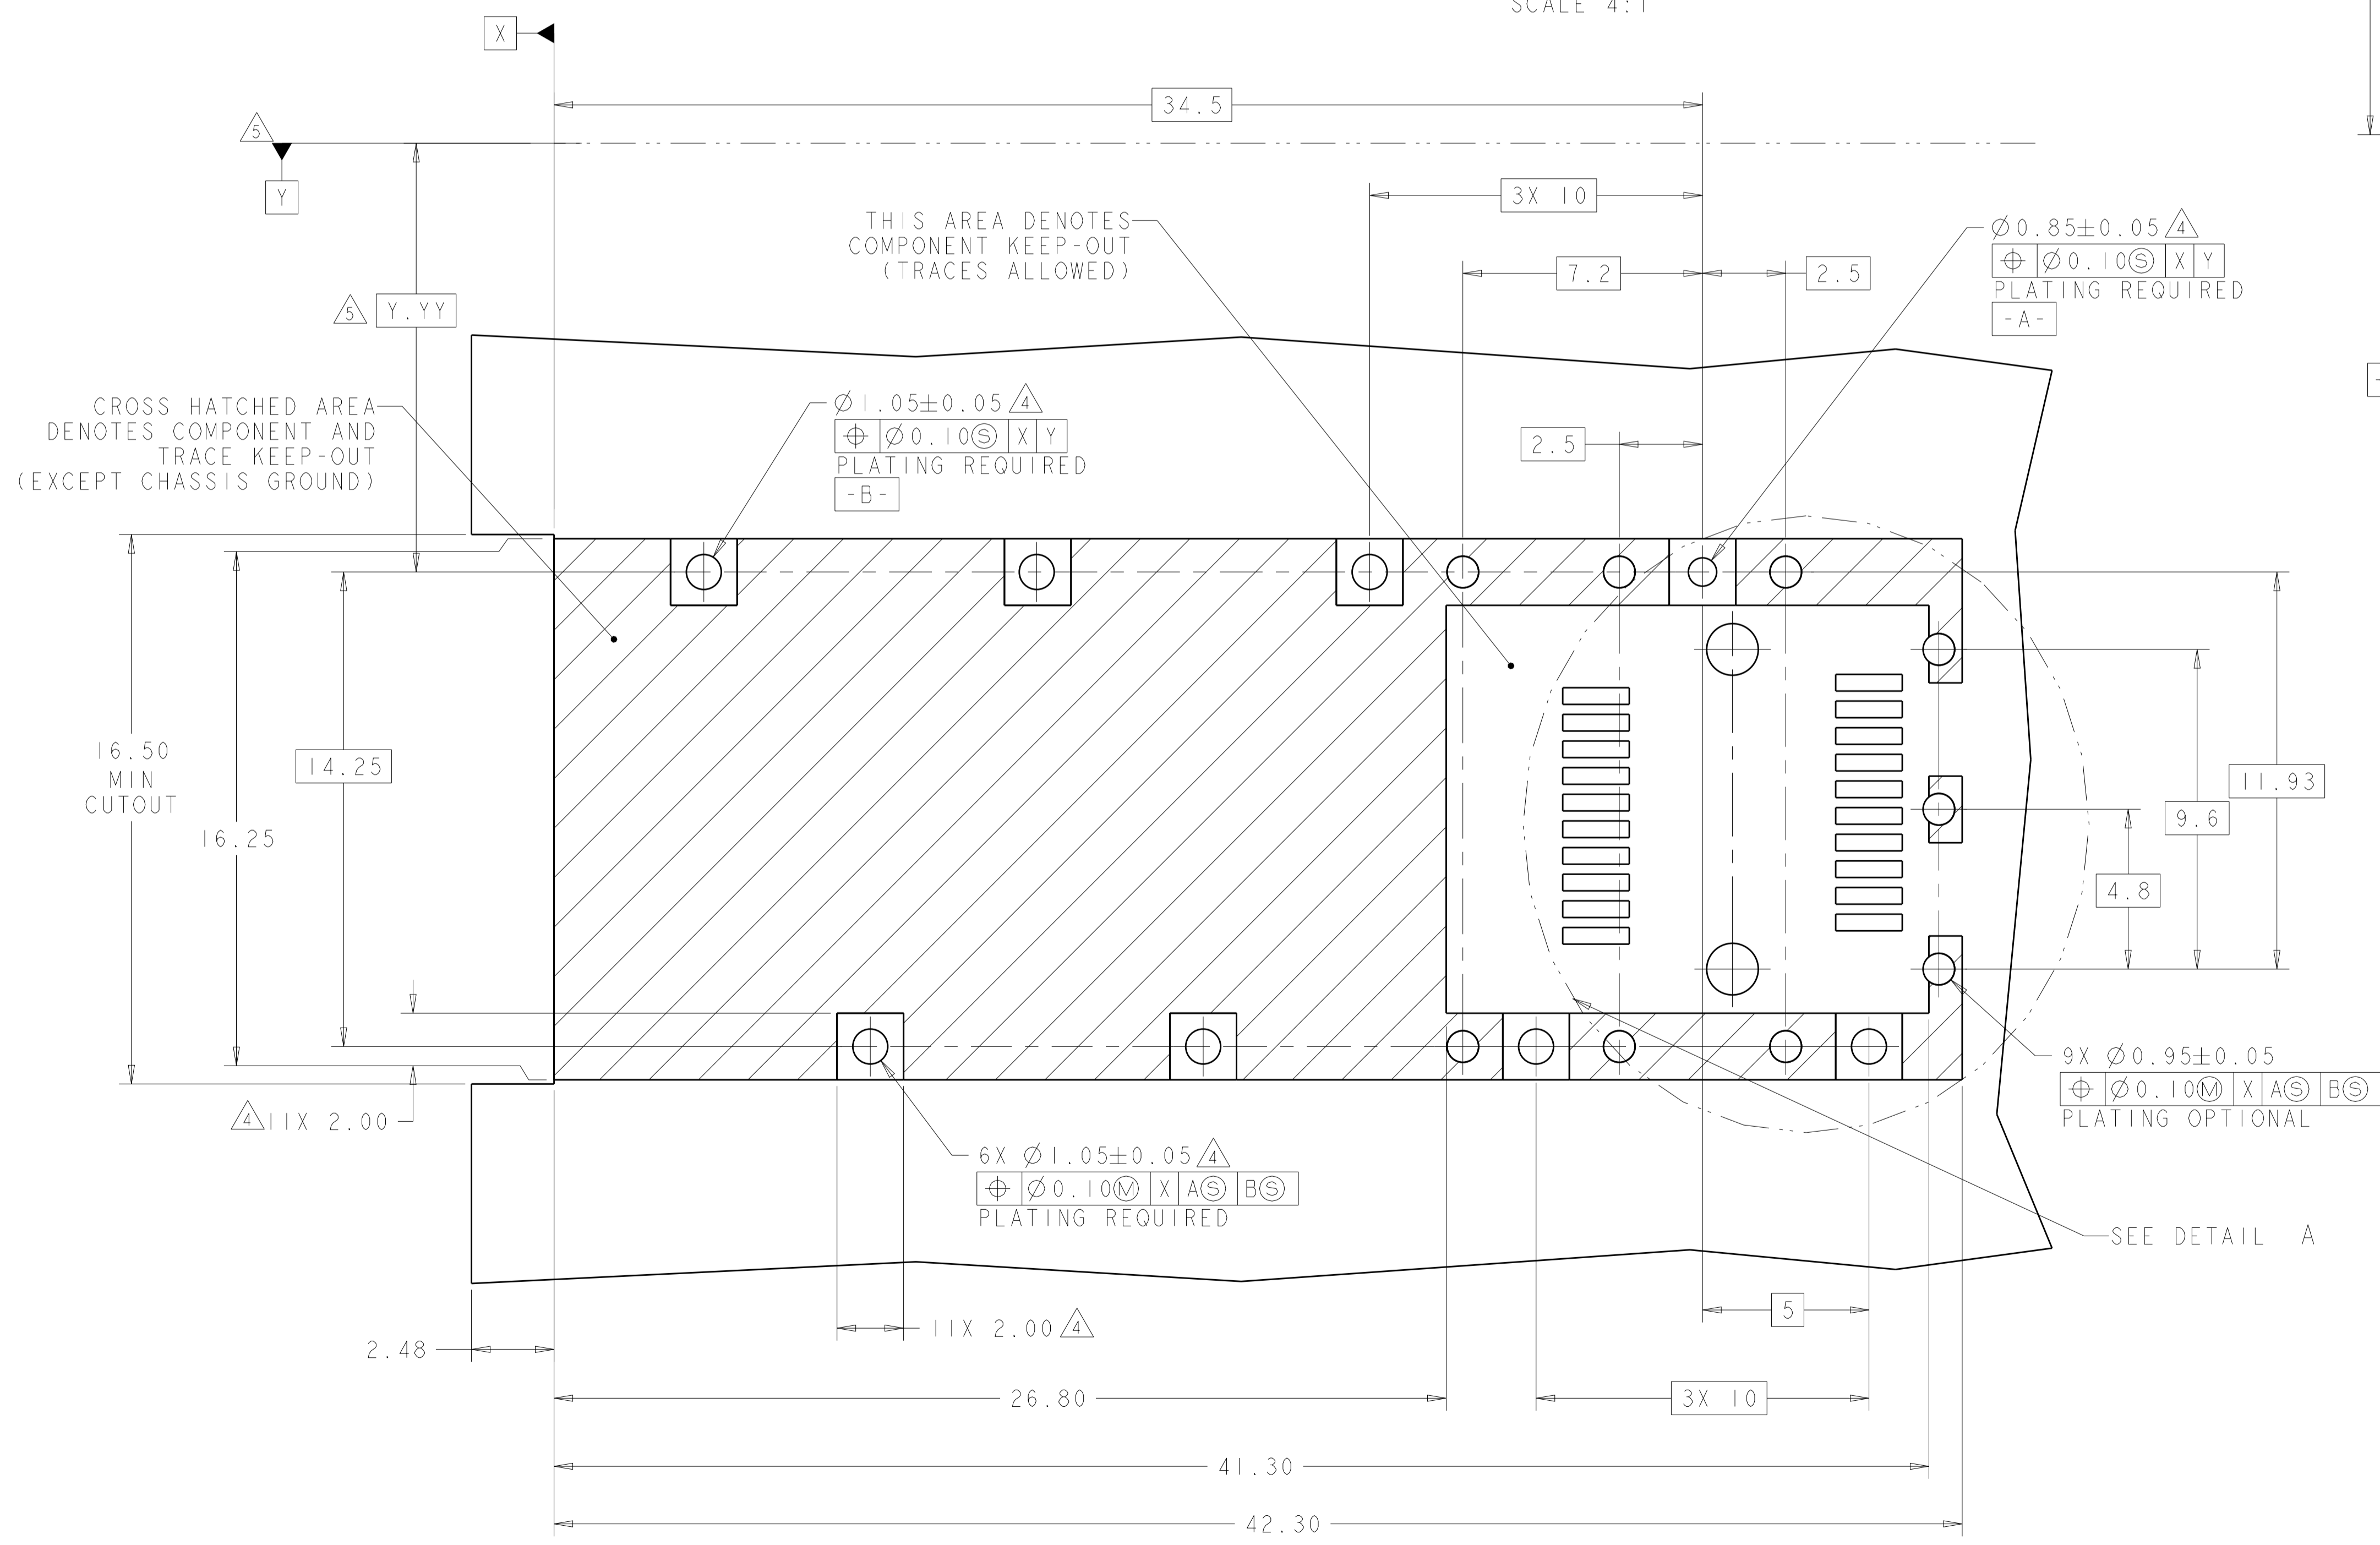 SCALE 4:1
X
34.5
5
Y
3X 10
THIS AREA DENOTES
COMPONENT KEEP-OUT
(TRACES ALLOWED)
Ø0.85±0.05 4
⌖ Ø0.10Ⓢ X Y
PLATING REQUIRED
-A-
7.2
2.5
5 Y.YY
CROSS HATCHED AREA
DENOTES COMPONENT AND
TRACE KEEP-OUT
(EXCEPT CHASSIS GROUND)
Ø1.05±0.05 4
⌖ Ø0.10Ⓢ X Y
PLATING REQUIRED
-B-
2.5
16.50
MIN
CUTOUT
16.25
14.25
11.93
9.6
4.8
4 11X 2.00
9X Ø0.95±0.05
⌖ Ø0.10Ⓜ X AⓈ BⓈ
PLATING OPTIONAL
6X Ø1.05±0.05 4
⌖ Ø0.10Ⓜ X AⓈ BⓈ
PLATING REQUIRED
SEE DETAIL A
5
11X 2.00 4
2.48
26.80
3X 10
41.30
42.30